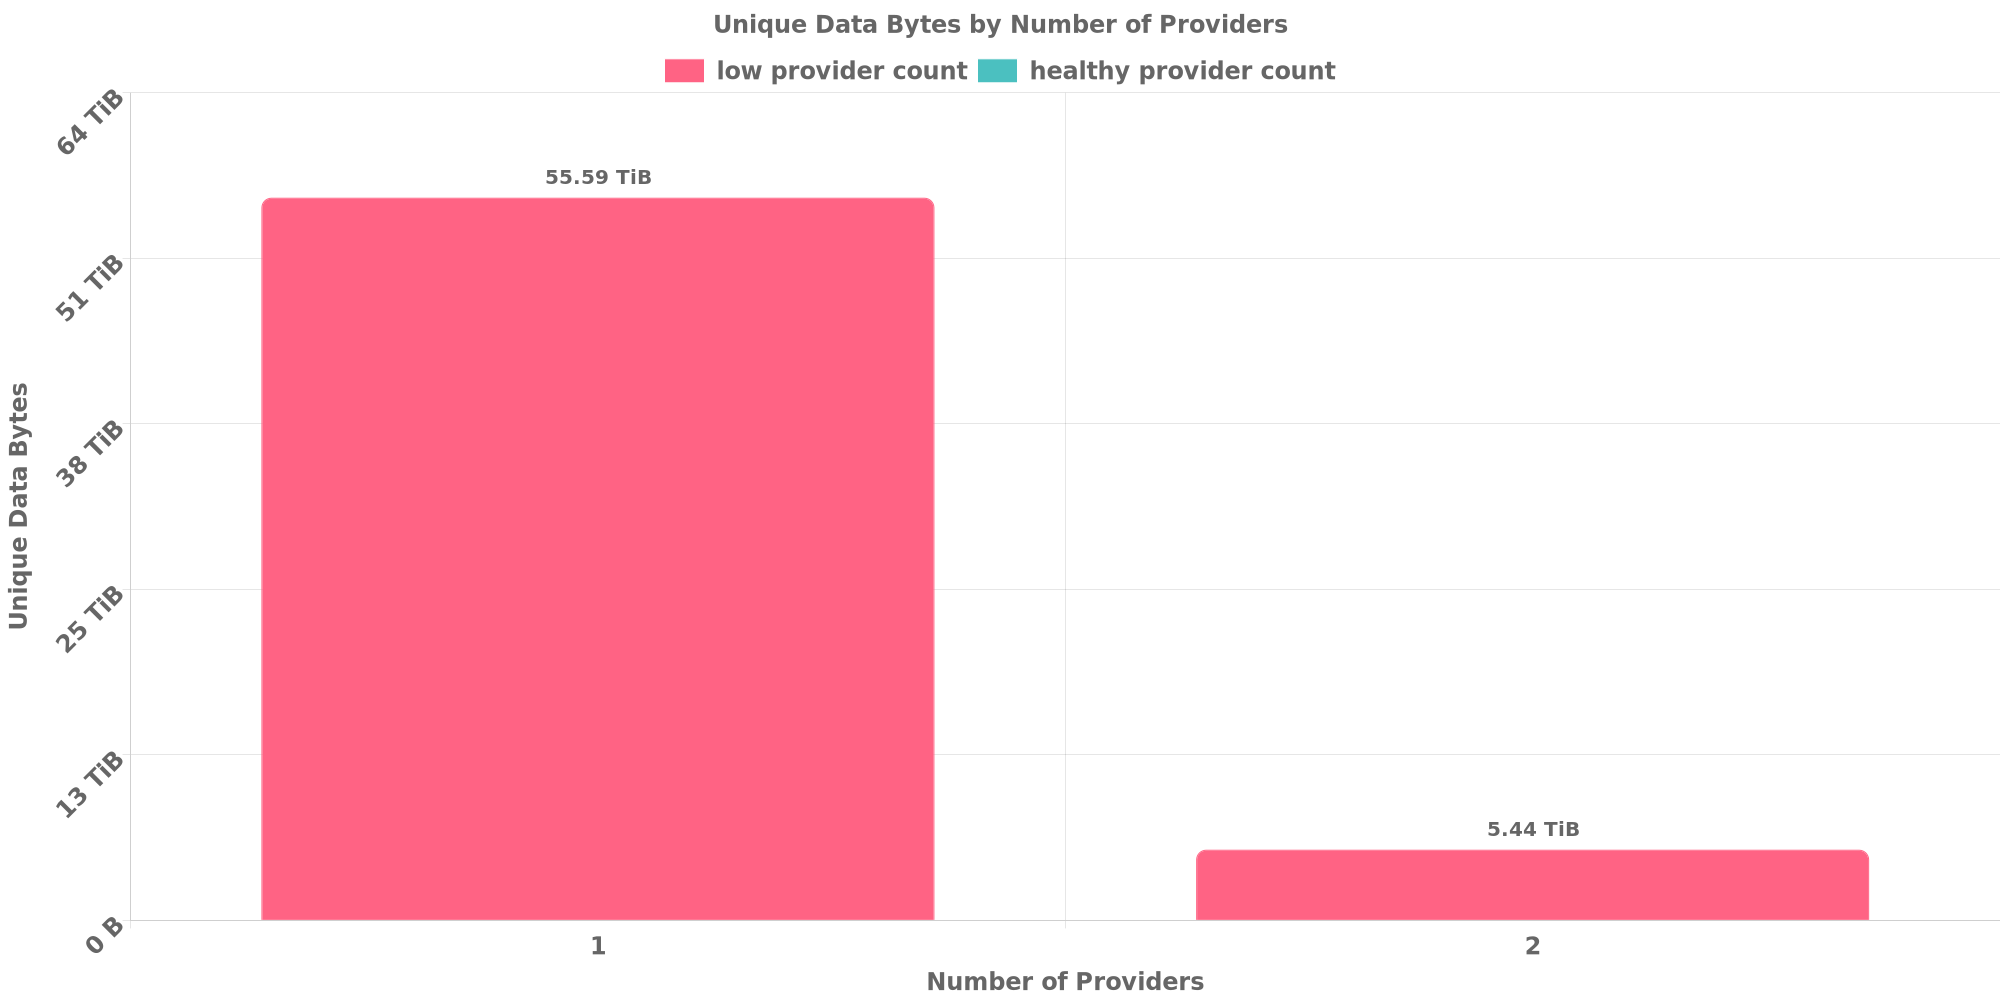 Unique Data Bytes by Number of Providers
low provider count healthy provider count
64 TiB
55.59 TiB
51 TiB
38 TiB
Unique Data Bytes
25 TiB
13 TiB
5.44 TiB
0 B
1 2
Number of Providers